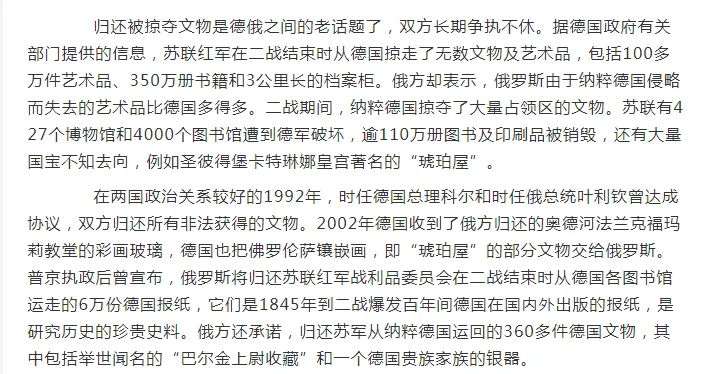 归还被掠夺文物是德俄之间的老话题了，双方长期争执不休。据德国政府有关
部门提供的信息，苏联红军在二战结束时从德国掠走了无数文物及艺术品，包括100多
万件艺术品、350万册书籍和3公里长的档案柜。俄方却表示，俄罗斯由于纳粹德国侵略
而失去的艺术品比德国多得多。二战期间，纳粹德国掠夺了大量占领区的文物。苏联有4
27个博物馆和4000个图书馆遭到德军破坏，逾110万册图书及印刷品被销毁，还有大量
国宝不知去向，例如圣彼得堡卡特琳娜皇宫著名的“琥珀屋”。
在两国政治关系较好的1992年，时任德国总理科尔和时任俄总统叶利钦曾达成
协议，双方归还所有非法获得的文物。2002年德国收到了俄方归还的奥德河法兰克福玛
莉教堂的彩画玻璃，德国也把佛罗伦萨镶嵌画，即“琥珀屋”的部分文物交给俄罗斯。
普京执政后曾宣布，俄罗斯将归还苏联红军战利品委员会在二战结束时从德国各图书馆
运走的6万份德国报纸，它们是1845年到二战爆发百年间德国在国内外出版的报纸，是
研究历史的珍贵史料。俄方还承诺，归还苏军从纳粹德国运回的360多件德国文物，其
中包括举世闻名的“巴尔金上尉收藏”和一个德国贵族家族的银器。